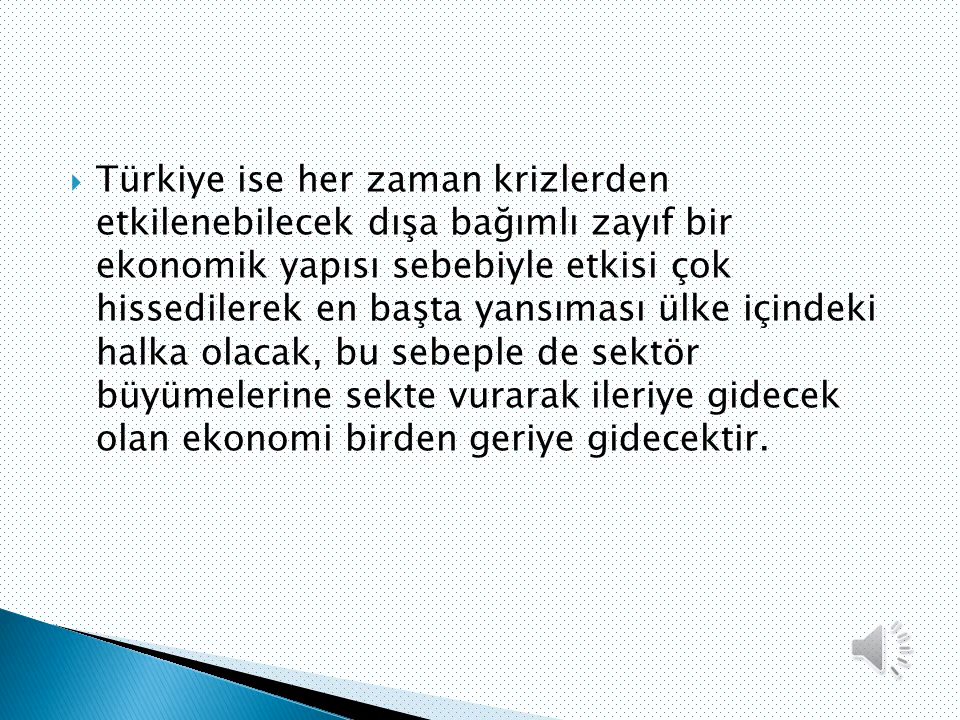 Türkiye ise her zaman krizlerden
etkilenebilecek dışa bağımlı zayıf bir
ekonomik yapısı sebebiyle etkisi çok
hissedilerek en başta yansıması ülke içindeki
halka olacak, bu sebeple de sektör
büyümelerine sekte vurarak ileriye gidecek
olan ekonomi birden geriye gidecektir.